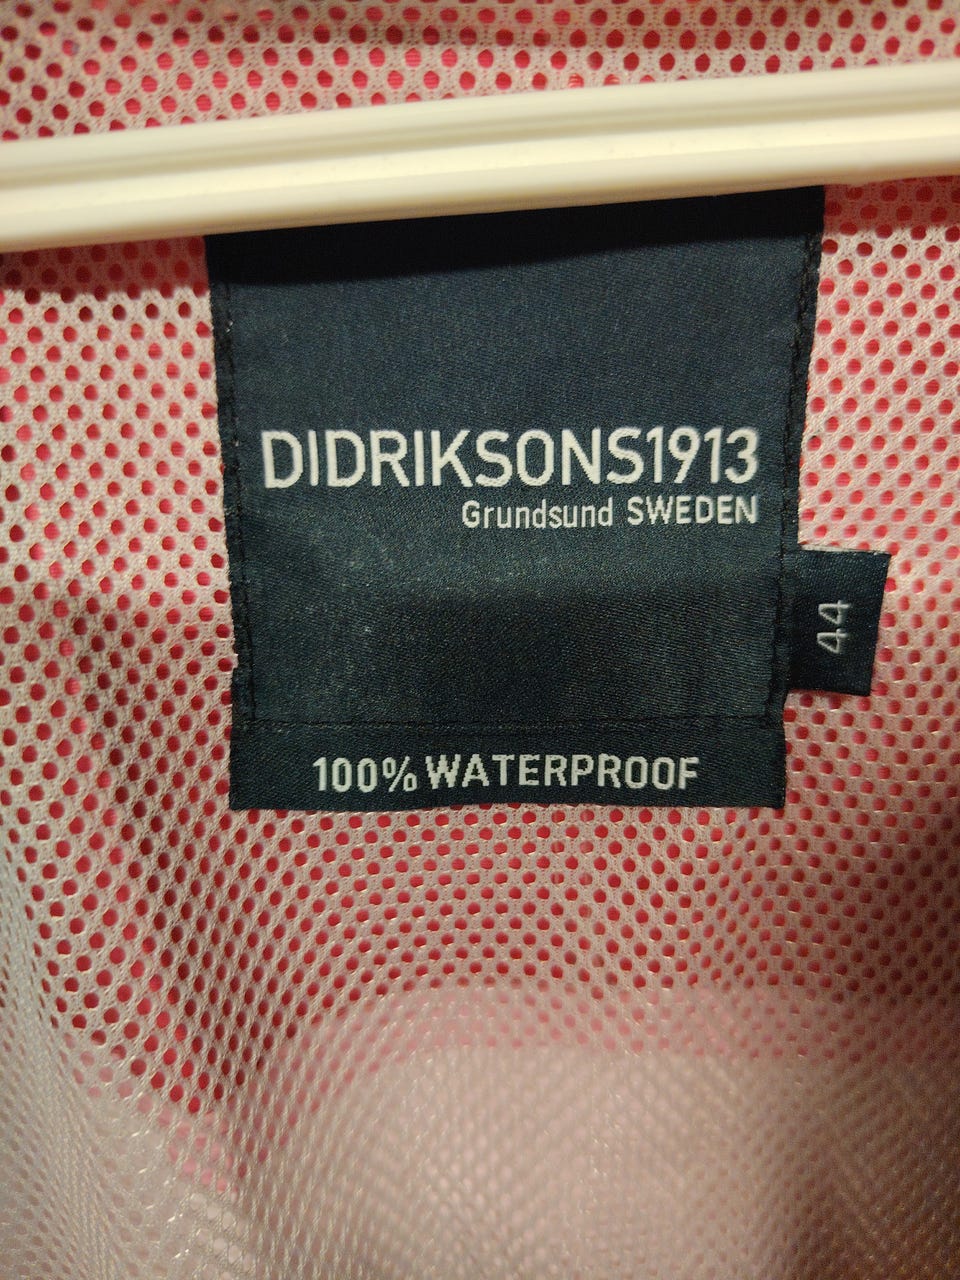 DIDRIKSONS1913
Grundsund SWEDEN
44
100% WATERPROOF